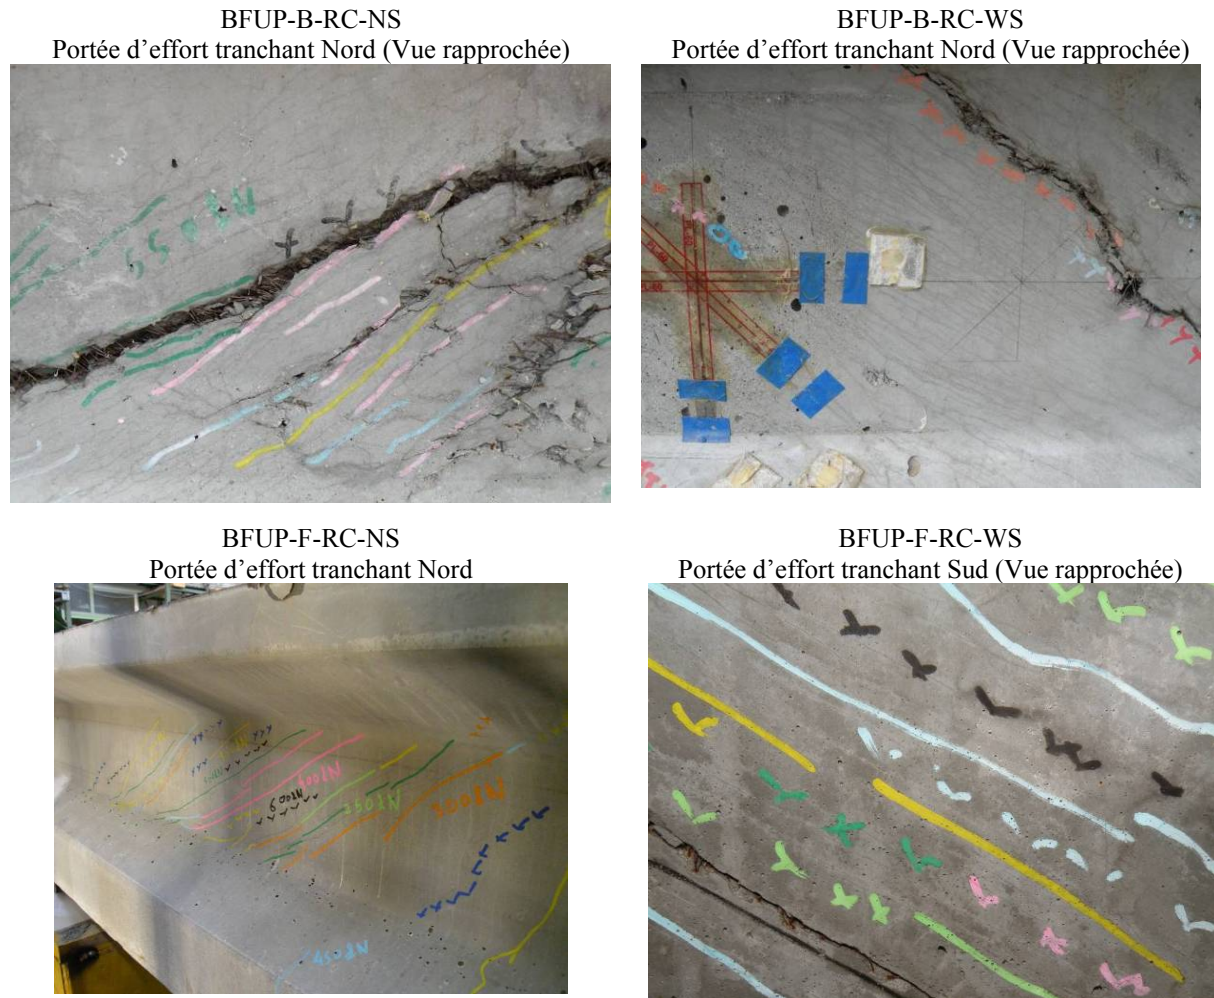 BFUP-B-RC-NS
Portée d’effort tranchant Nord (Vue rapprochée)
BFUP-B-RC-WS
Portée d’effort tranchant Nord (Vue rapprochée)
BFUP-F-RC-NS
Portée d’effort tranchant Nord
BFUP-F-RC-WS
Portée d’effort tranchant Sud (Vue rapprochée)